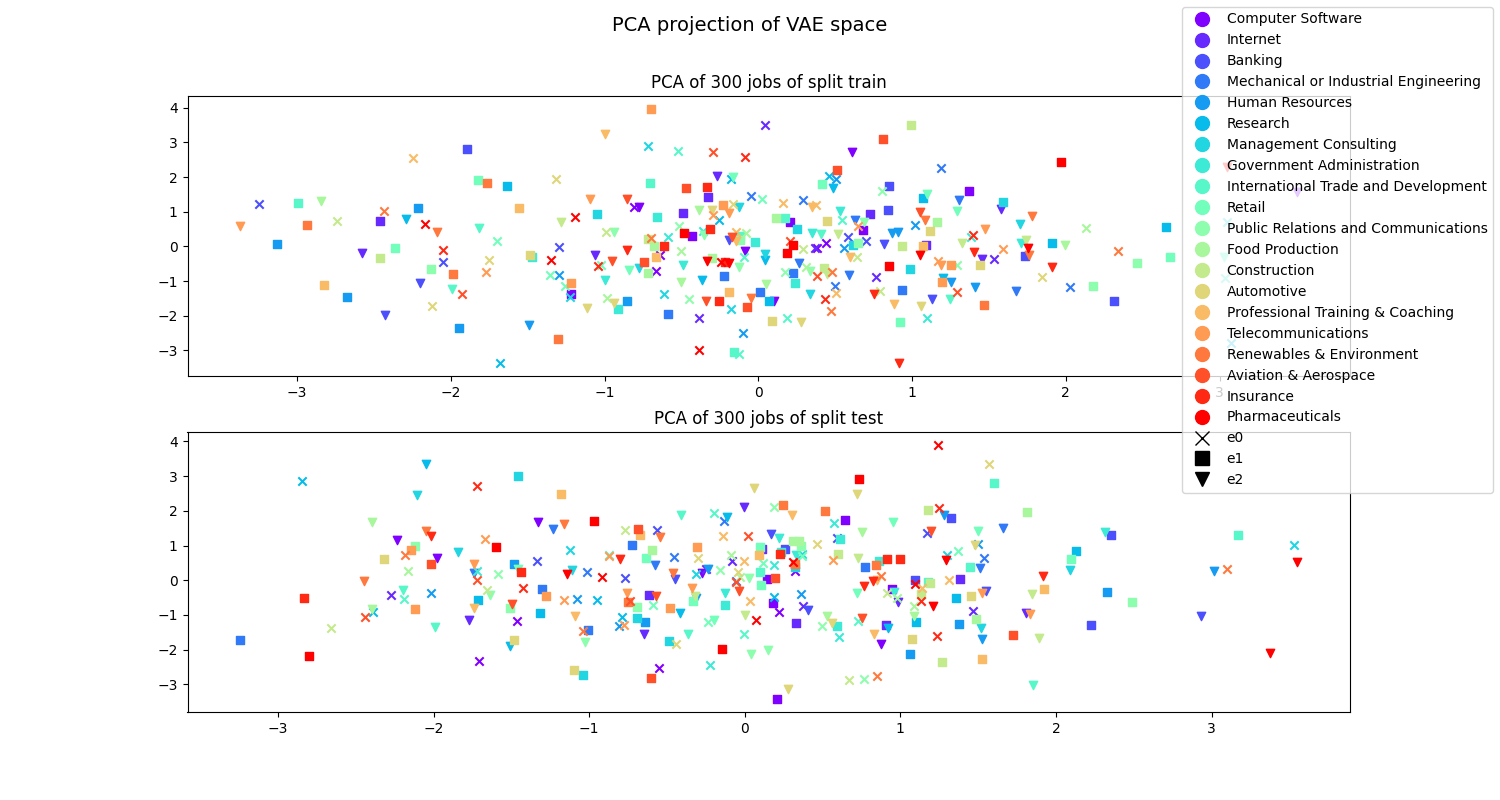 PCA projection of VAE space
PCA of 300 jobs of split train
4
3
2
1
0
−1
−2
−3
−3
−2
−1
0
1
2
3
PCA of 300 jobs of split test
4
3
2
1
0
−1
−2
−3
−3
−2
−1
0
1
2
3
Computer Software
Internet
Banking
Mechanical or Industrial Engineering
Human Resources
Research
Management Consulting
Government Administration
International Trade and Development
Retail
Public Relations and Communications
Food Production
Construction
Automotive
Professional Training & Coaching
Telecommunications
Renewables & Environment
Aviation & Aerospace
Insurance
Pharmaceuticals
e0
e1
e2